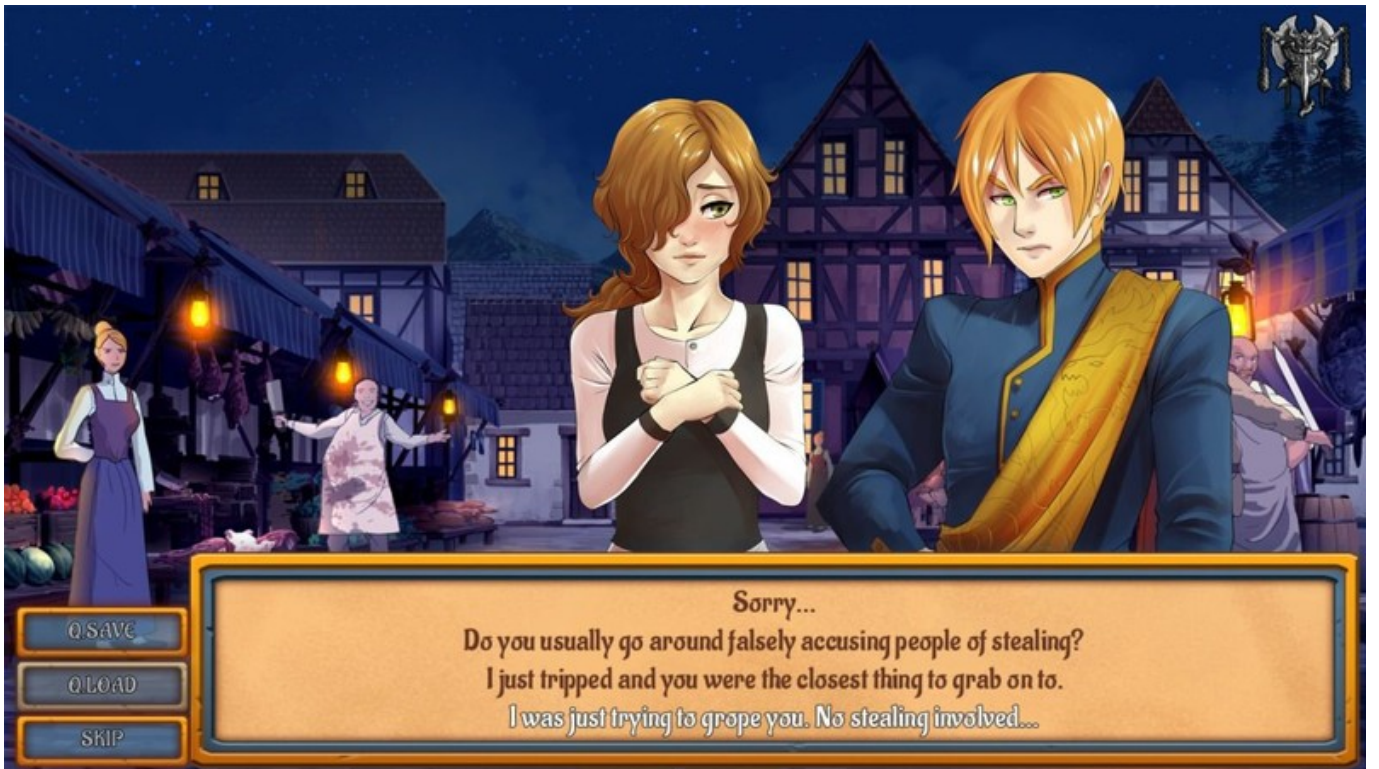 Sorry...
Do you usually go around falsely accusing people of stealing?
I just tripped and you were the closest thing to grab on to.
I was just trying to grope you. No stealing involved...
Q.SAVE
Q.LOAD
SKIP